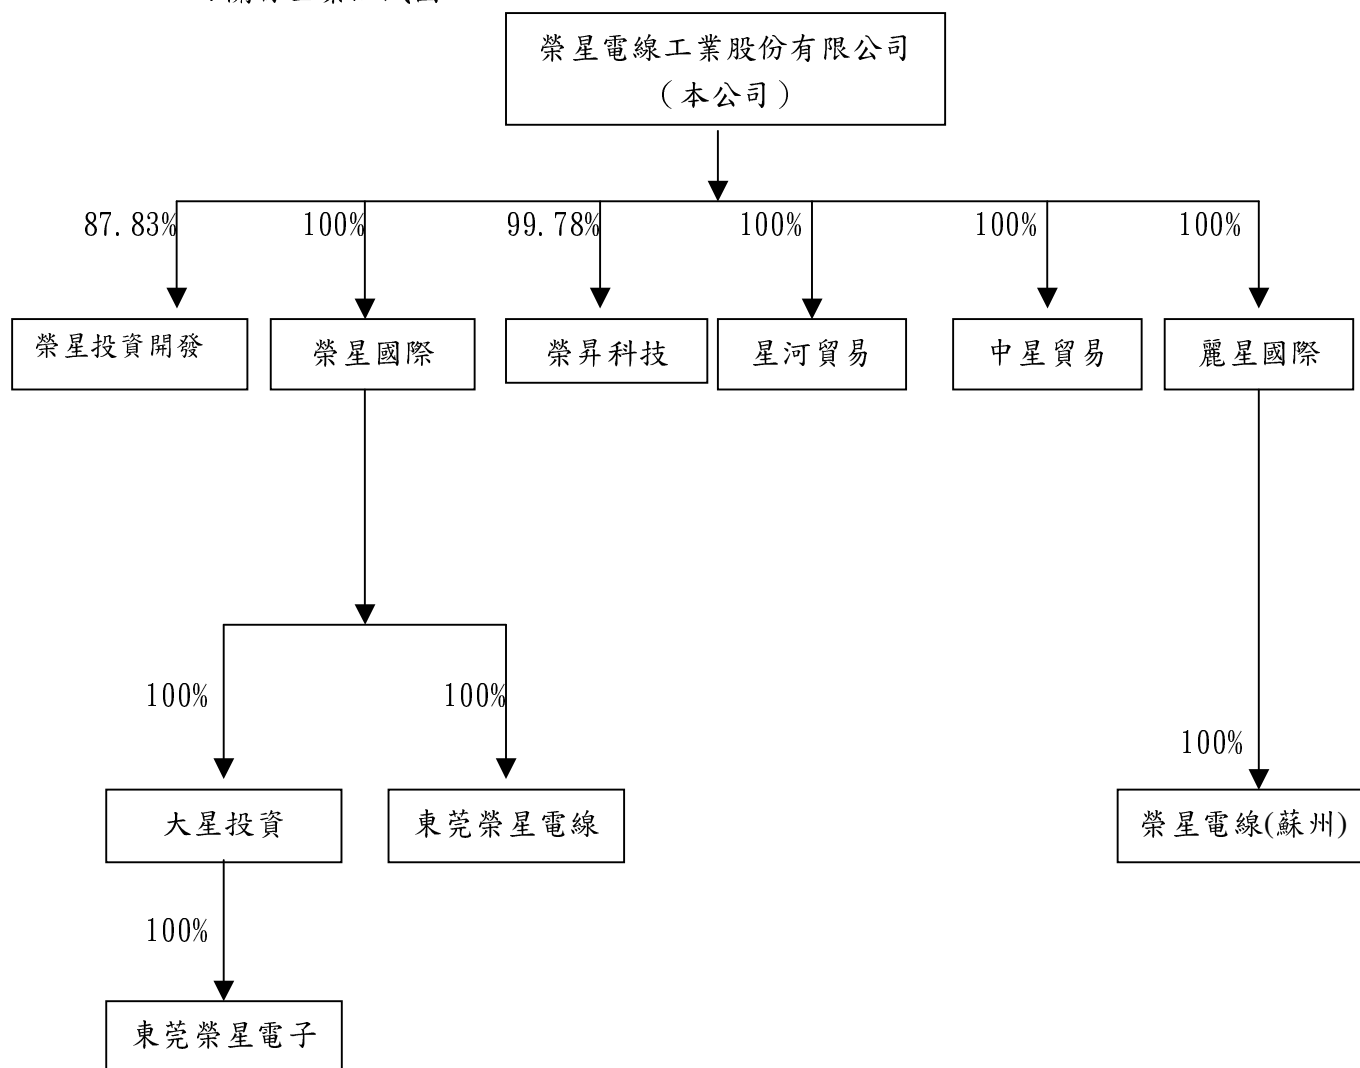 榮星電線工業股份有限公司
（本公司）
87.83%
100%
99.78%
100%
100%
100%
榮星投資開發
榮星國際
榮昇科技
星河貿易
中星貿易
麗星國際
100%
100%
100%
大星投資
東莞榮星電線
榮星電線(蘇州)
100%
東莞榮星電子